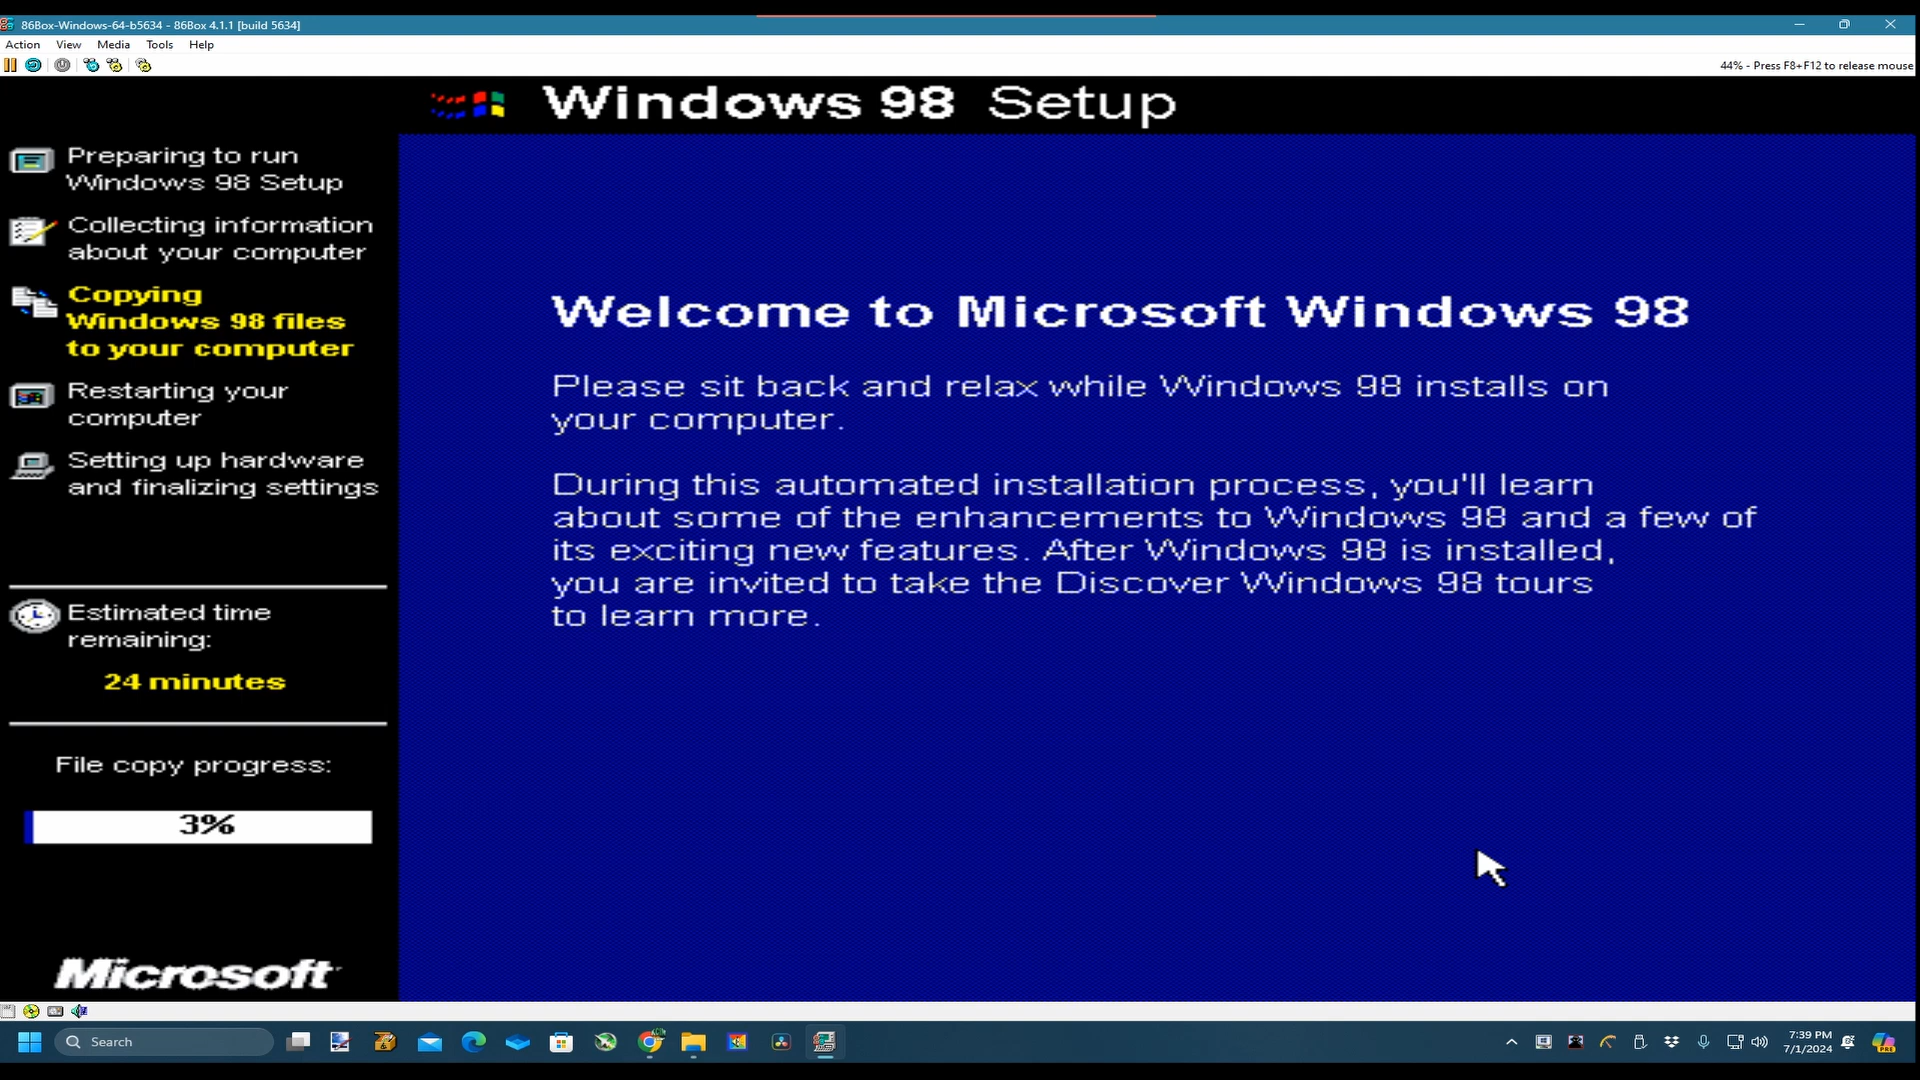 86Box-Windows-64-b5634 - 86Box 4.1.1 [build 5634]
Action View Media Tools Help
44% - Press F8+F12 to release mouse
Windows 98 Setup
Preparing to run
Windows 98 Setup
Collecting information
about your computer
Copying
Windows 98 files
to your computer
Restarting your
computer
Setting up hardware
and finalizing settings
Estimated time
remaining:
24 minutes
File copy progress:
3%
Microsoft
Welcome to Microsoft Windows 98
Please sit back and relax while Windows 98 installs on
your computer.
During this automated installation process, you'll learn
about some of the enhancements to Windows 98 and a few of
its exciting new features. After Windows 98 is installed,
you are invited to take the Discover Windows 98 tours
to learn more.
Search
7:39 PM
7/1/2024